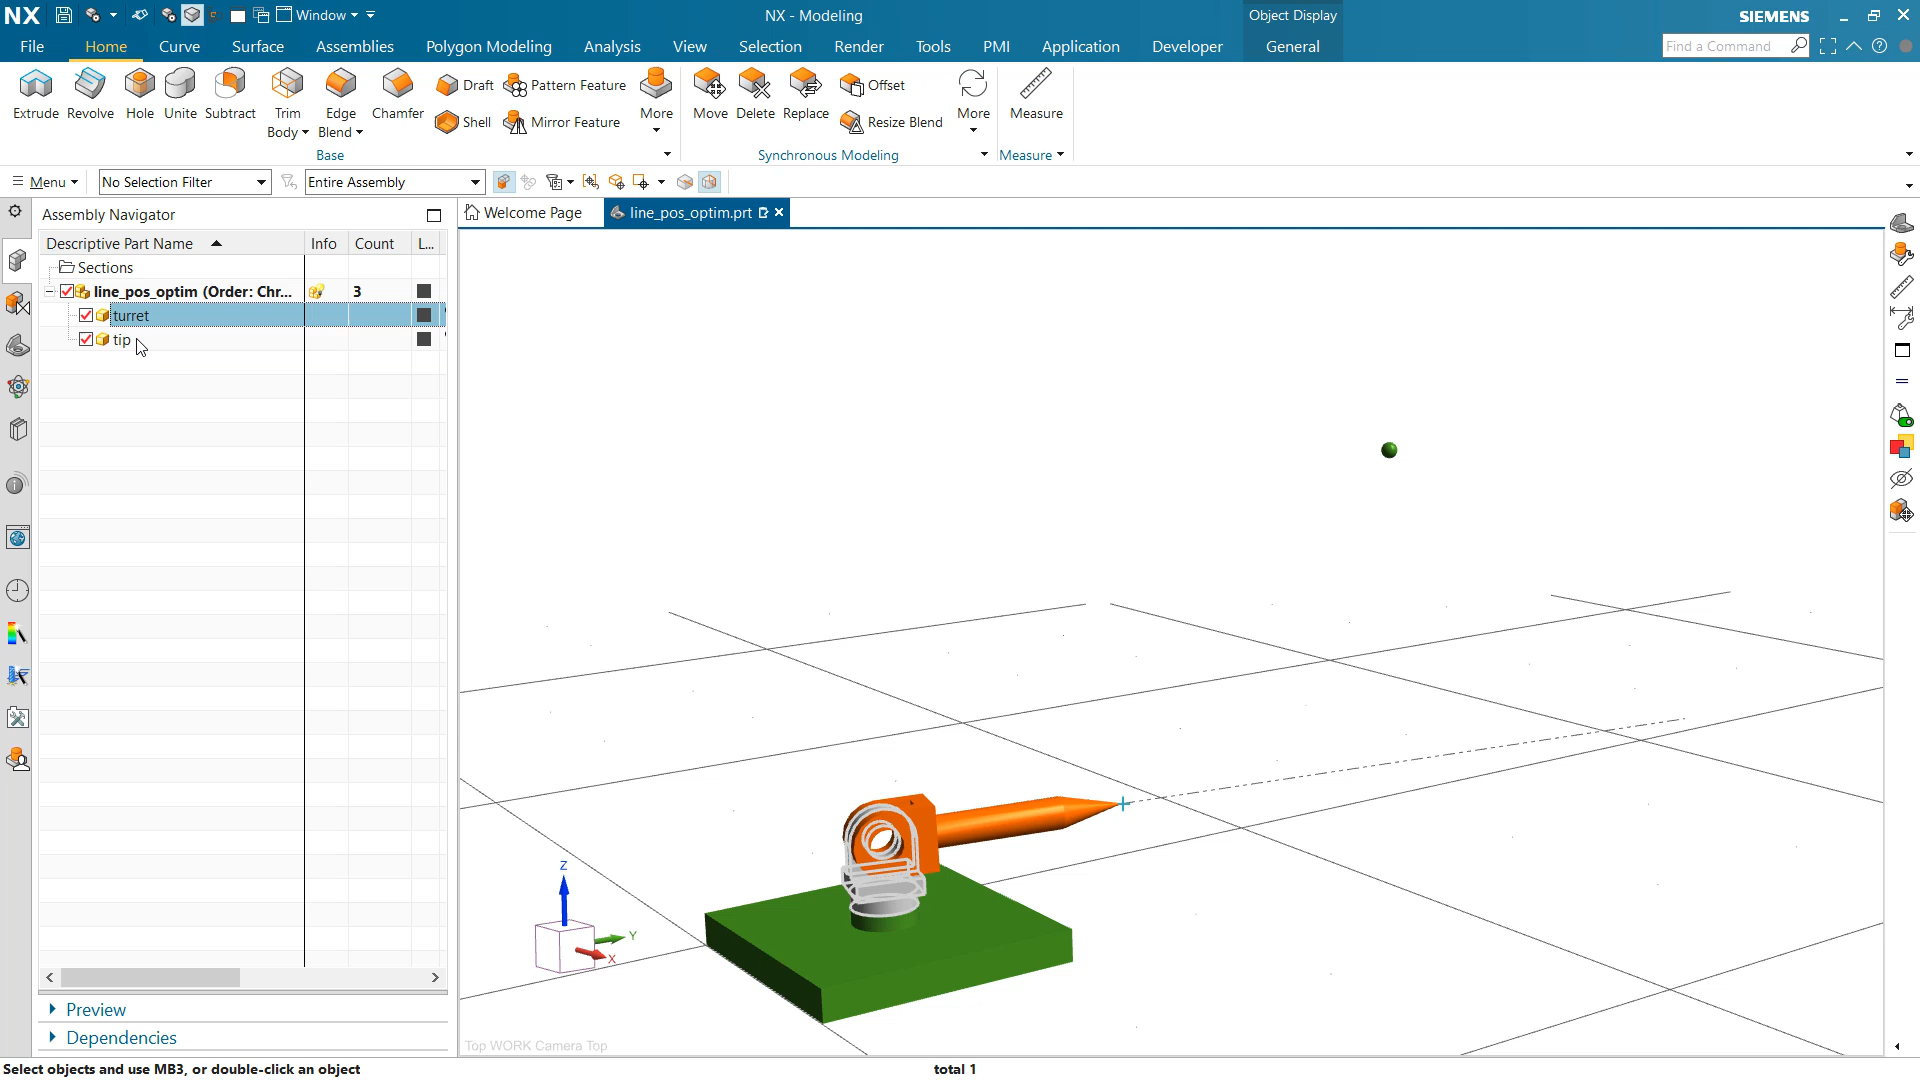 NX
Window
NX - Modeling
Object Display
SIEMENS
File
Home
Curve
Surface
Assemblies
Polygon Modeling
Analysis
View
Selection
Render
Tools
PMI
Application
Developer
General
Find a Command
Extrude
Revolve
Hole
Unite
Subtract
Trim Body
Edge Blend
Chamfer
Draft
Shell
Pattern Feature
Mirror Feature
More
Move
Delete
Replace
Offset
Resize Blend
More
Measure
Base
Synchronous Modeling
Measure
Menu
No Selection Filter
Entire Assembly
Assembly Navigator
Welcome Page
line_pos_optim.prt
Descriptive Part Name
Info
Count
L...
Sections
line_pos_optim (Order: Chr...
3
turret
tip
Z
Y
X
Preview
Dependencies
Top WORK Camera Top
Select objects and use MB3, or double-click an object
total 1